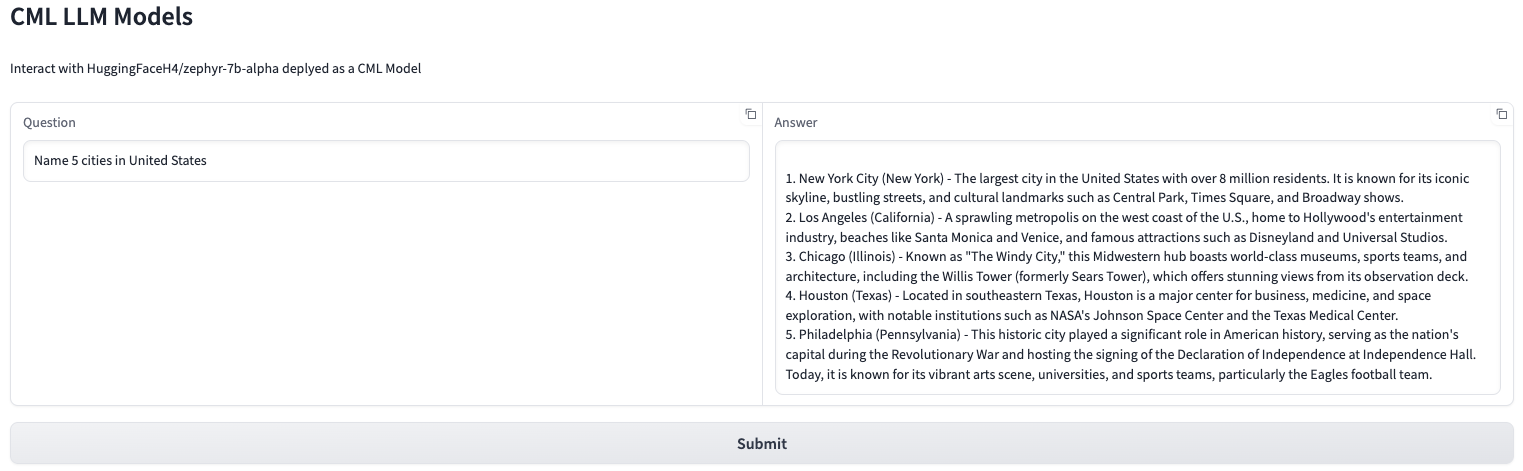 CML LLM Models
Interact with HuggingFaceH4/zephyr-7b-alpha deplyed as a CML Model
Question
Name 5 cities in United States
Answer
1. New York City (New York) - The largest city in the United States with over 8 million residents. It is known for its iconic
skyline, bustling streets, and cultural landmarks such as Central Park, Times Square, and Broadway shows.
2. Los Angeles (California) - A sprawling metropolis on the west coast of the U.S., home to Hollywood's entertainment
industry, beaches like Santa Monica and Venice, and famous attractions such as Disneyland and Universal Studios.
3. Chicago (Illinois) - Known as "The Windy City," this Midwestern hub boasts world-class museums, sports teams, and
architecture, including the Willis Tower (formerly Sears Tower), which offers stunning views from its observation deck.
4. Houston (Texas) - Located in southeastern Texas, Houston is a major center for business, medicine, and space
exploration, with notable institutions such as NASA's Johnson Space Center and the Texas Medical Center.
5. Philadelphia (Pennsylvania) - This historic city played a significant role in American history, serving as the nation's
capital during the Revolutionary War and hosting the signing of the Declaration of Independence at Independence Hall.
Today, it is known for its vibrant arts scene, universities, and sports teams, particularly the Eagles football team.
Submit